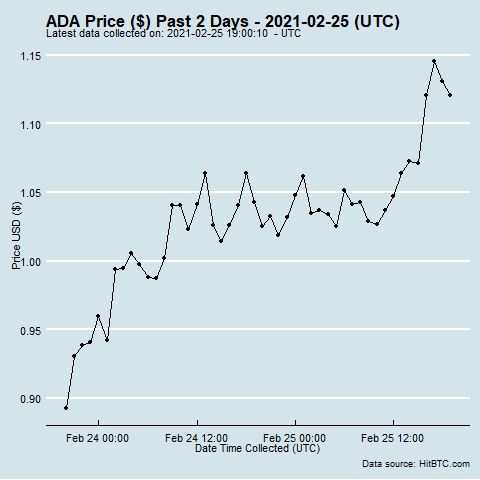 ADA Price ($) Past 2 Days - 2021-02-25 (UTC)
Latest data collected on: 2021-02-25 19:00:10 - UTC
1.15
1.10
1.05
1.00
0.95
0.90
Price USD ($)
Feb 24 00:00 Feb 24 12:00 Feb 25 00:00 Feb 25 12:00
Date Time Collected (UTC)
Data source: HitBTC.com